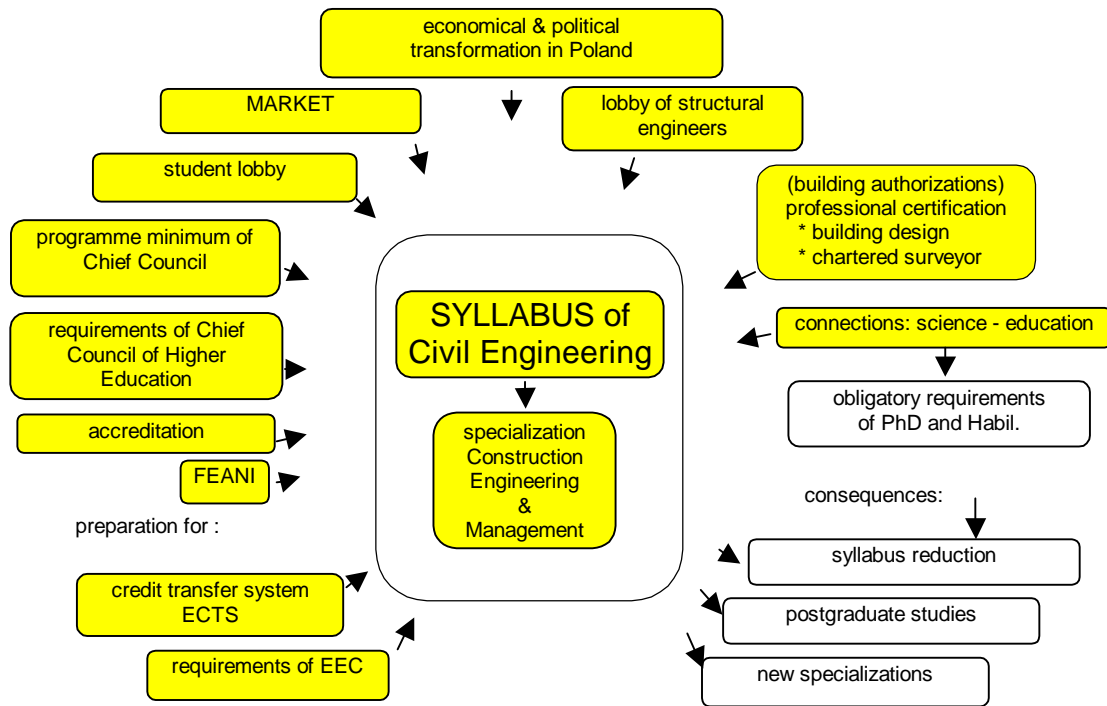 economical & political
transformation in Poland
MARKET
lobby of structural
engineers
student lobby
(building authorizations)
professional certification
* building design
* chartered surveyor
programme minimum of
Chief Council
SYLLABUS of
Civil Engineering
connections: science - education
requirements of Chief
Council of Higher
Education
obligatory requirements
of PhD and Habil.
accreditation
specialization
Construction
Engineering
&
Management
FEANI
consequences:
preparation for :
syllabus reduction
credit transfer system
ECTS
postgraduate studies
requirements of EEC
new specializations